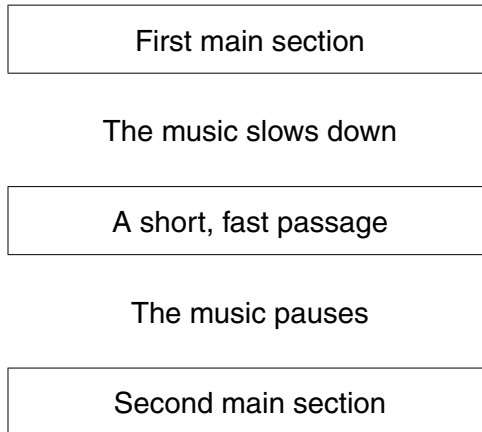 First main section
The music slows down
A short, fast passage
The music pauses
Second main section